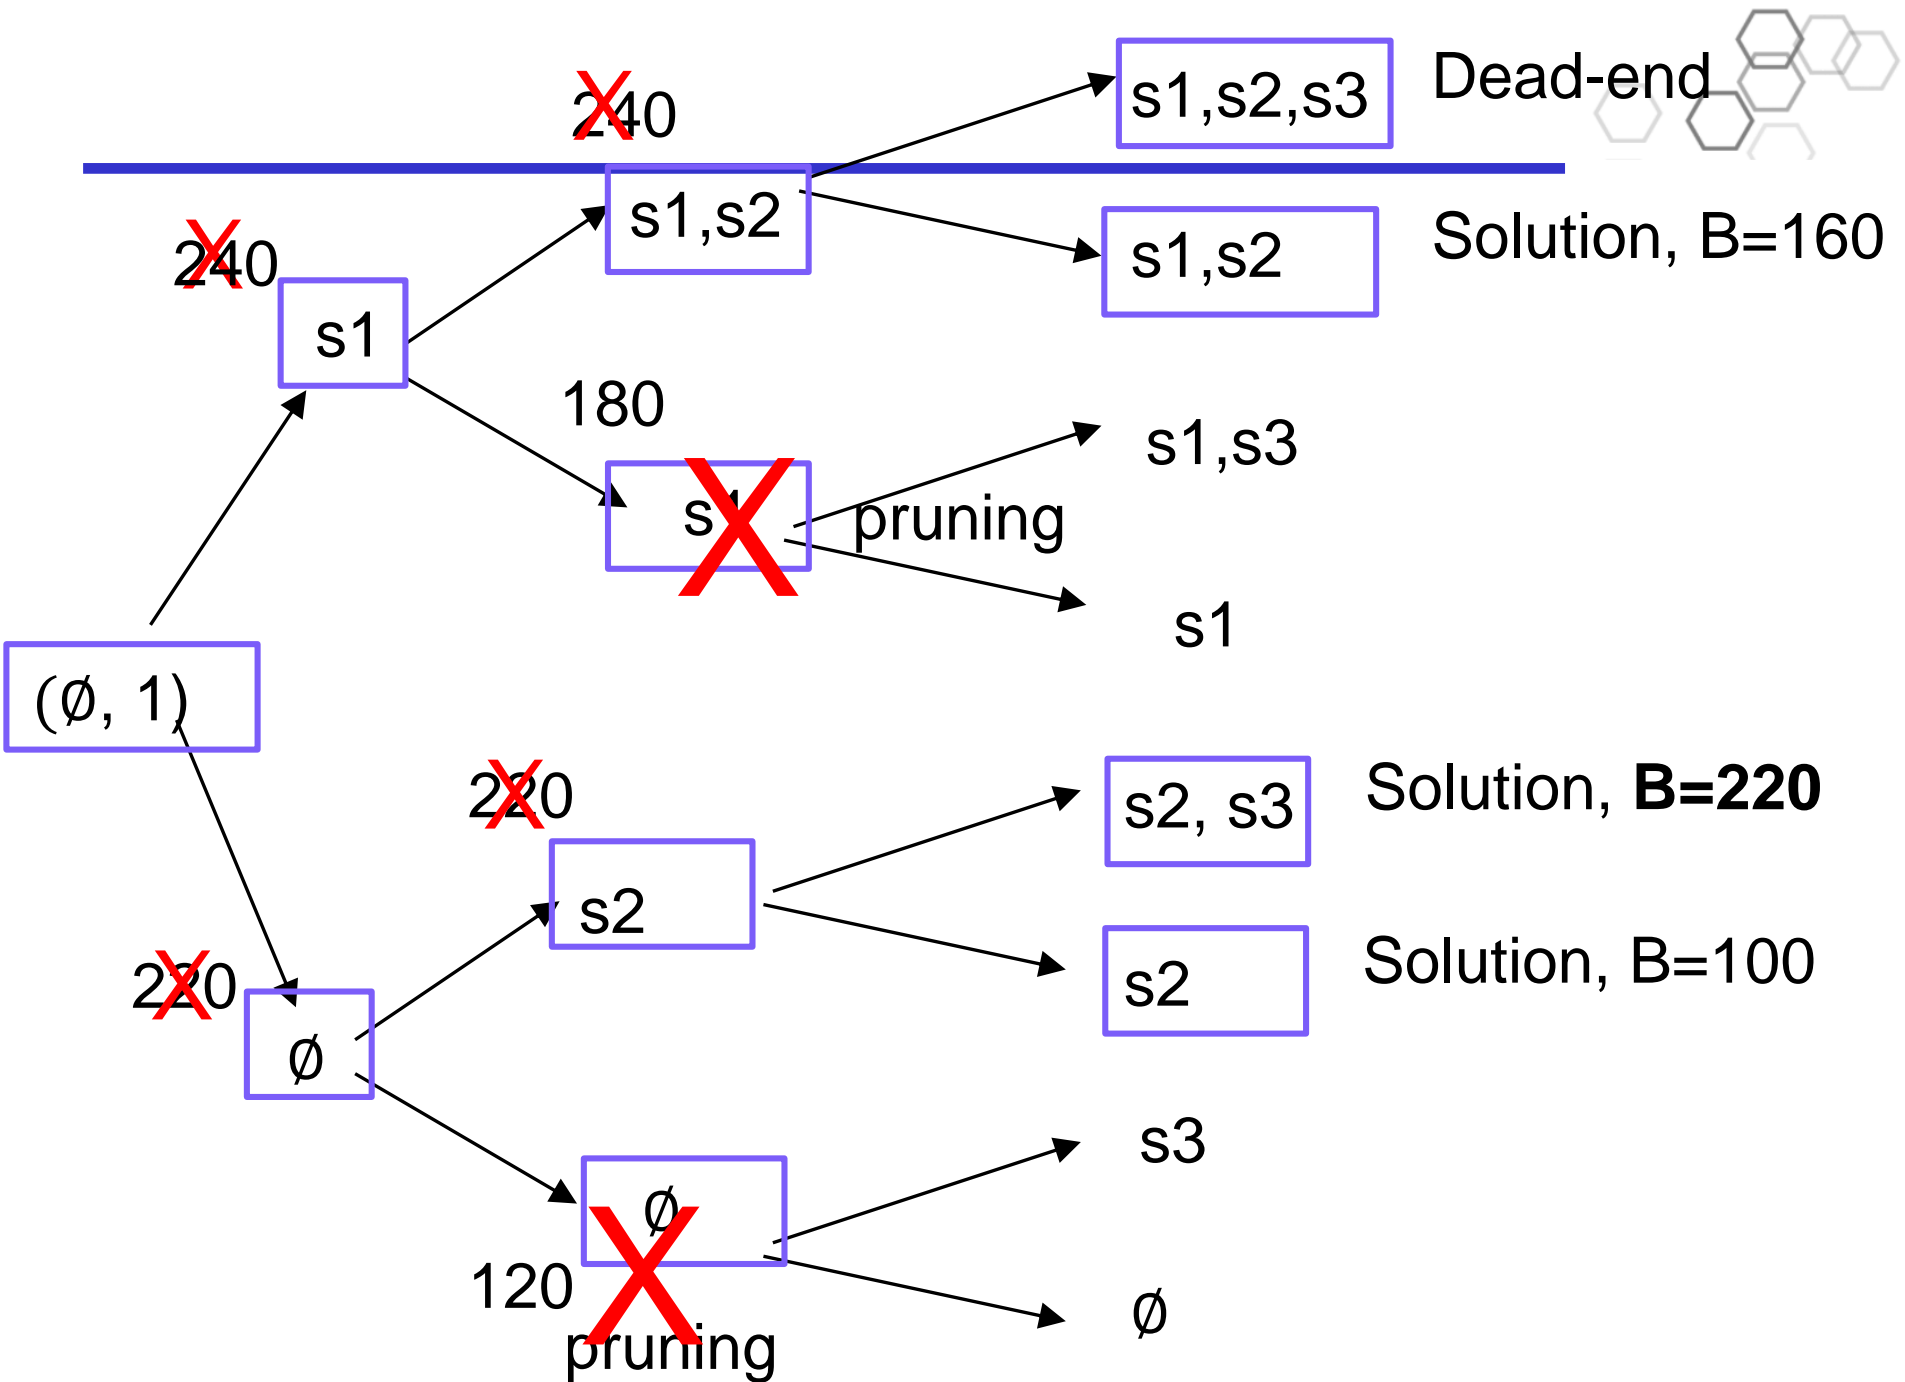 240
s1,s2,s3
Dead-end
240
s1,s2
s1,s2
Solution, B=160
s1
180
s1,s3
s1
pruning
s1
(∅, 1)
220
s2, s3
Solution, B=220
s2
220
s2
Solution, B=100
∅
s3
∅
120
∅
pruning